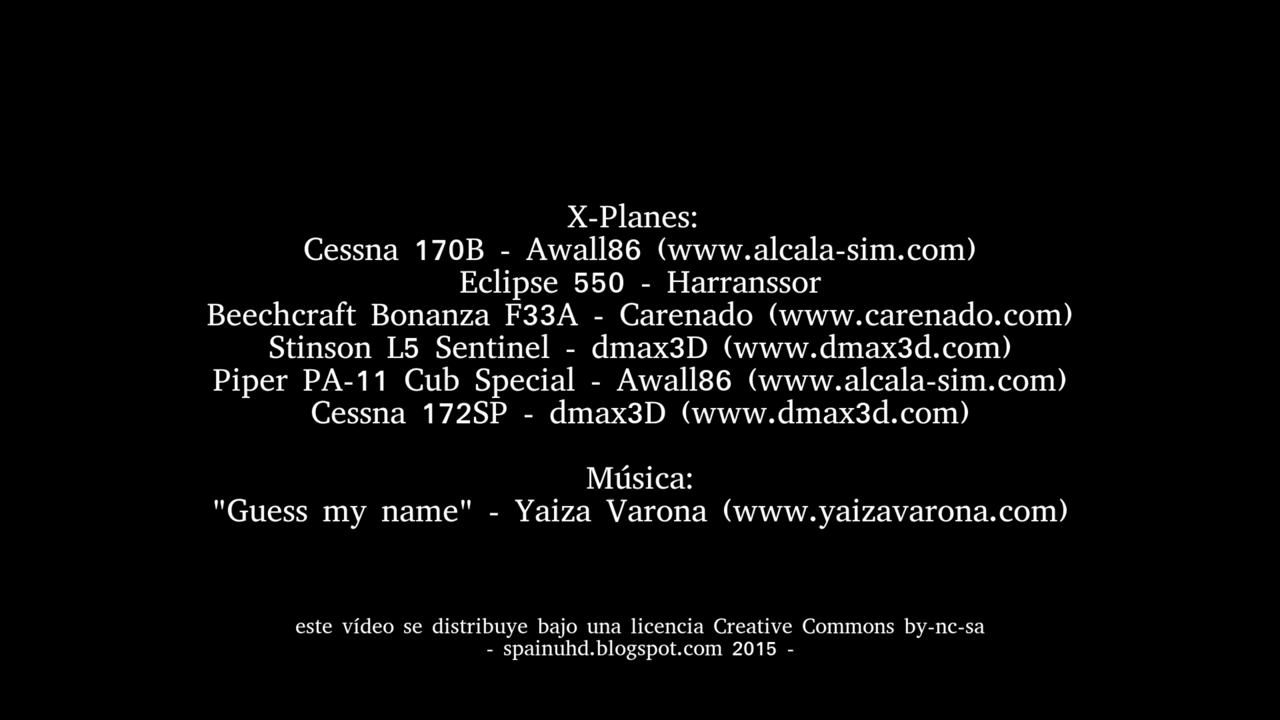 X-Planes:
Cessna 170B - Awall86 (www.alcala-sim.com)
Eclipse 550 - Harranssor
Beechcraft Bonanza F33A - Carenado (www.carenado.com)
Stinson L5 Sentinel - dmax3D (www.dmax3d.com)
Piper PA-11 Cub Special - Awall86 (www.alcala-sim.com)
Cessna 172SP - dmax3D (www.dmax3d.com)
Música:
"Guess my name" - Yaiza Varona (www.yaizavarona.com)
este vídeo se distribuye bajo una licencia Creative Commons by-nc-sa
- spainuhd.blogspot.com 2015 -